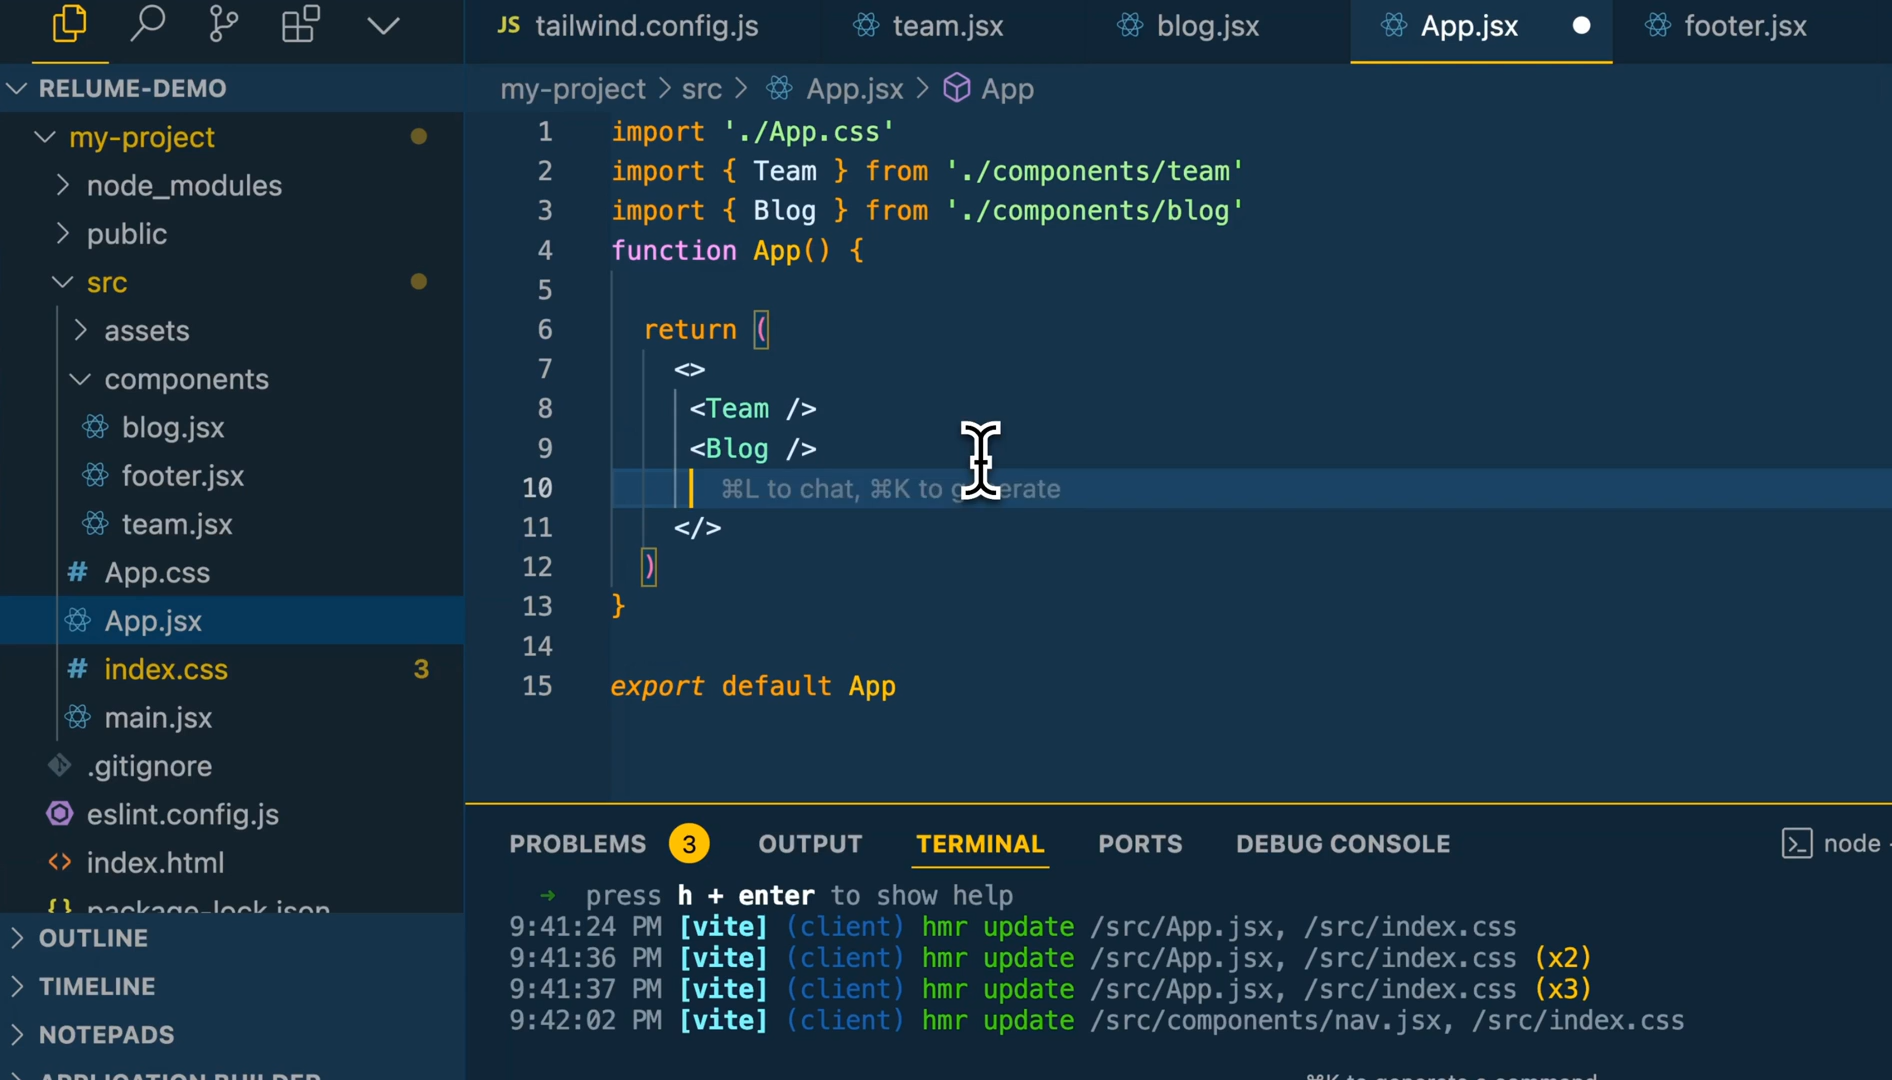 JS tailwind.config.js
team.jsx
blog.jsx
App.jsx
footer.jsx
RELUME-DEMO
my-project
node_modules
public
src
assets
components
blog.jsx
footer.jsx
team.jsx
App.css
App.jsx
index.css 3
main.jsx
.gitignore
eslint.config.js
index.html
package-lock.json
OUTLINE
TIMELINE
NOTEPADS
APPLICATION BUILDER
my-project > src > App.jsx > App
1 import './App.css'
2 import { Team } from './components/team'
3 import { Blog } from './components/blog'
4 function App() {
5
6 return (
7 <>
8 <Team />
9 <Blog />
10 ⌘L to chat, ⌘K to generate
11 </>
12 )
13 }
14
15 export default App
PROBLEMS 3 OUTPUT TERMINAL PORTS DEBUG CONSOLE node -
➜ press h + enter to show help
9:41:24 PM [vite] (client) hmr update /src/App.jsx, /src/index.css
9:41:36 PM [vite] (client) hmr update /src/App.jsx, /src/index.css (x2)
9:41:37 PM [vite] (client) hmr update /src/App.jsx, /src/index.css (x3)
9:42:02 PM [vite] (client) hmr update /src/components/nav.jsx, /src/index.css
⌘K to generate a command